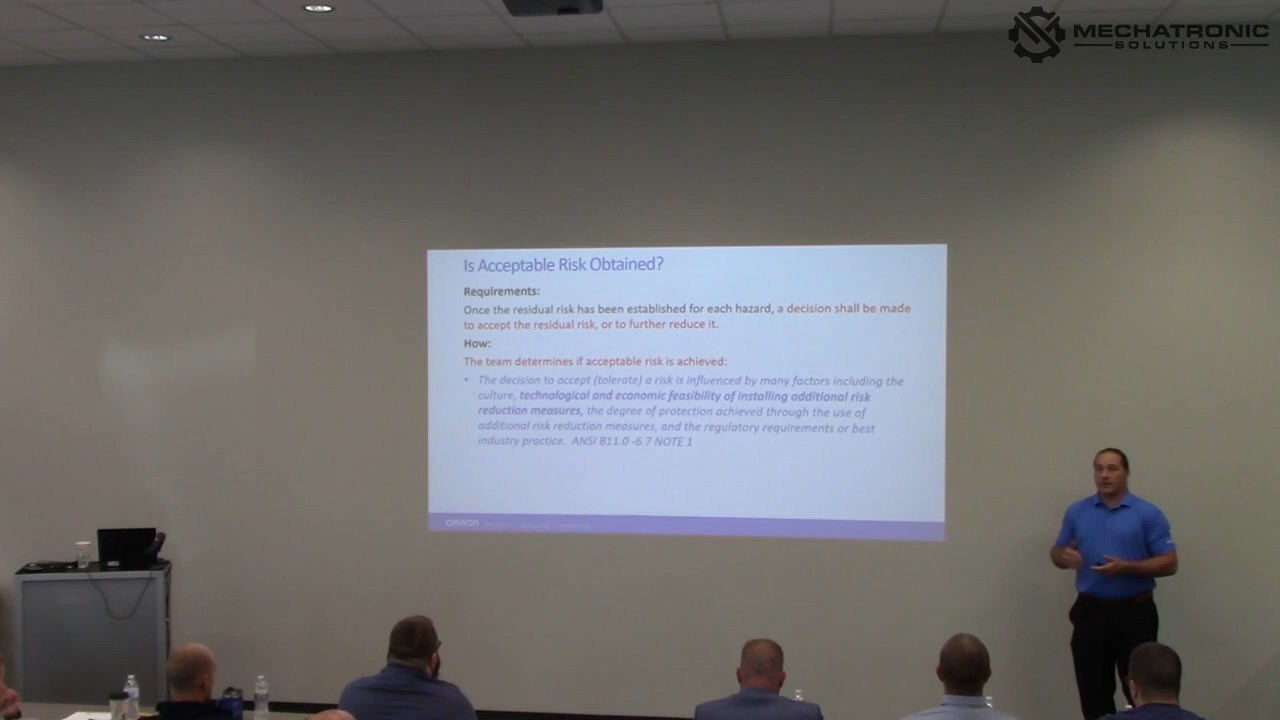 MECHATRONIC
SOLUTIONS
Is Acceptable Risk Obtained?
Requirements:
Once the residual risk has been established for each hazard, a decision shall be made
to accept the residual risk, or to further reduce it.
How:
The team determines if acceptable risk is achieved:
• The decision to accept (tolerate) a risk is influenced by many factors including the
culture, technological and economic feasibility of installing additional risk
reduction measures, the degree of protection achieved through the use of
additional risk reduction measures, and the regulatory requirements or best
industry practice. ANSI B11.0 -6.7 NOTE 1
omron